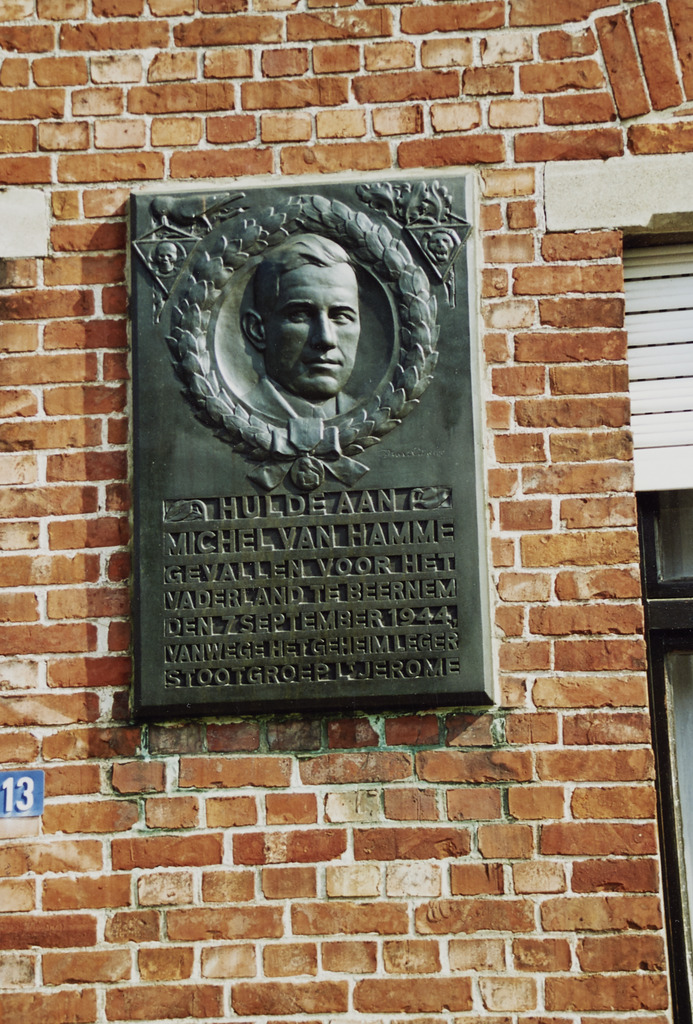 HULDE AAN
MICHEL VAN HAMME
GEVALLEN VOOR HET
VADERLAND TE BEERNEM
DEN 7 SEPTEMBER 1944,
VANWEGE HET GEHEIM LEGER
STOOTGROEP Lt JEROME
13